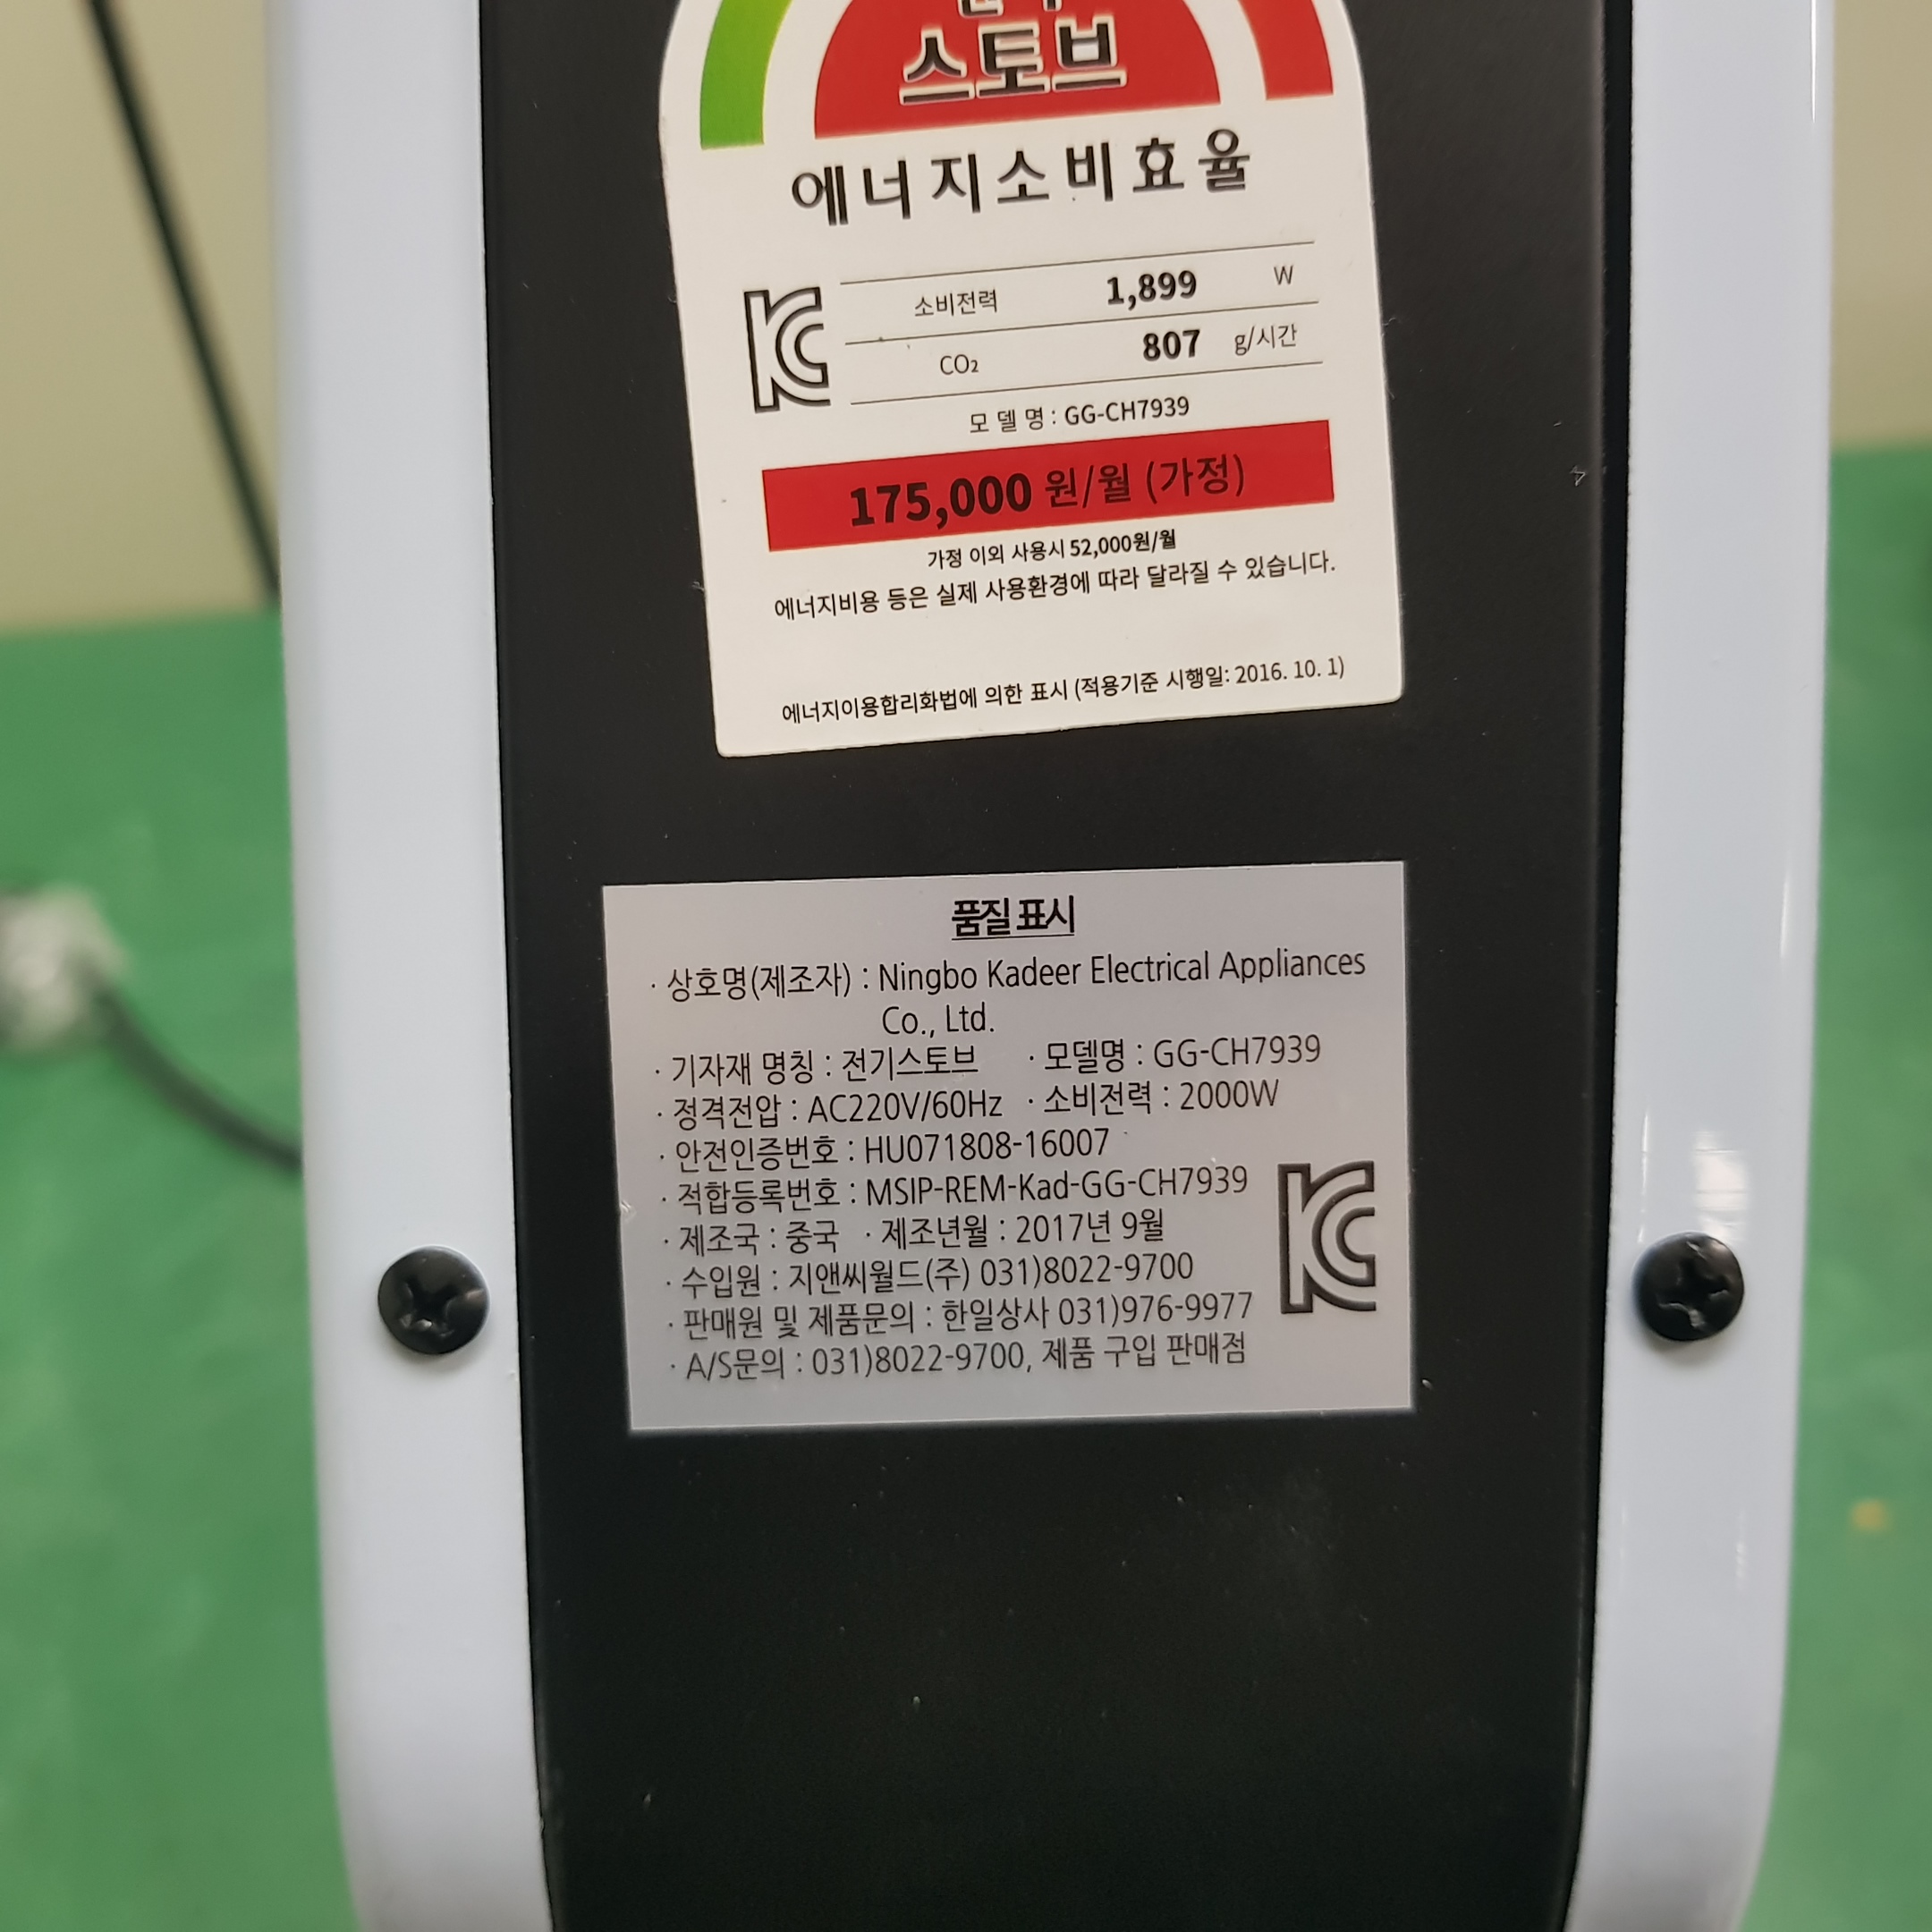 스토브
에너지소비효율
소비전력 1,899 W
CO₂ 807 g/시간
모델명 : GG-CH7939
175,000 원/월 (가정)
가정 이외 사용시 52,000원/월
에너지비용 등은 실제 사용환경에 따라 달라질 수 있습니다.
에너지이용합리화법에 의한 표시 (적용기준 시행일: 2016. 10. 1)
품질 표시
· 상호명(제조자) : Ningbo Kadeer Electrical Appliances
Co., Ltd.
· 기자재 명칭 : 전기스토브 · 모델명 : GG-CH7939
· 정격전압 : AC220V/60Hz · 소비전력 : 2000W
· 안전인증번호 : HU071808-16007
· 적합등록번호 : MSIP-REM-Kad-GG-CH7939
· 제조국 : 중국 · 제조년월 : 2017년 9월
· 수입원 : 지앤씨월드(주) 031)8022-9700
· 판매원 및 제품문의 : 한일상사 031)976-9977
· A/S문의 : 031)8022-9700, 제품 구입 판매점